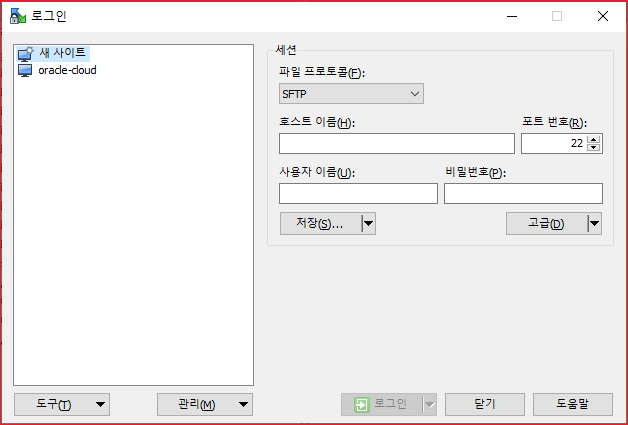 로그인
새 사이트
oracle-cloud
세션
파일 프로토콜(F):
SFTP
호스트 이름(H):
포트 번호(R):
22
사용자 이름(U):
비밀번호(P):
저장(S)...
고급(D)
도구(T)
관리(M)
로그인
닫기
도움말